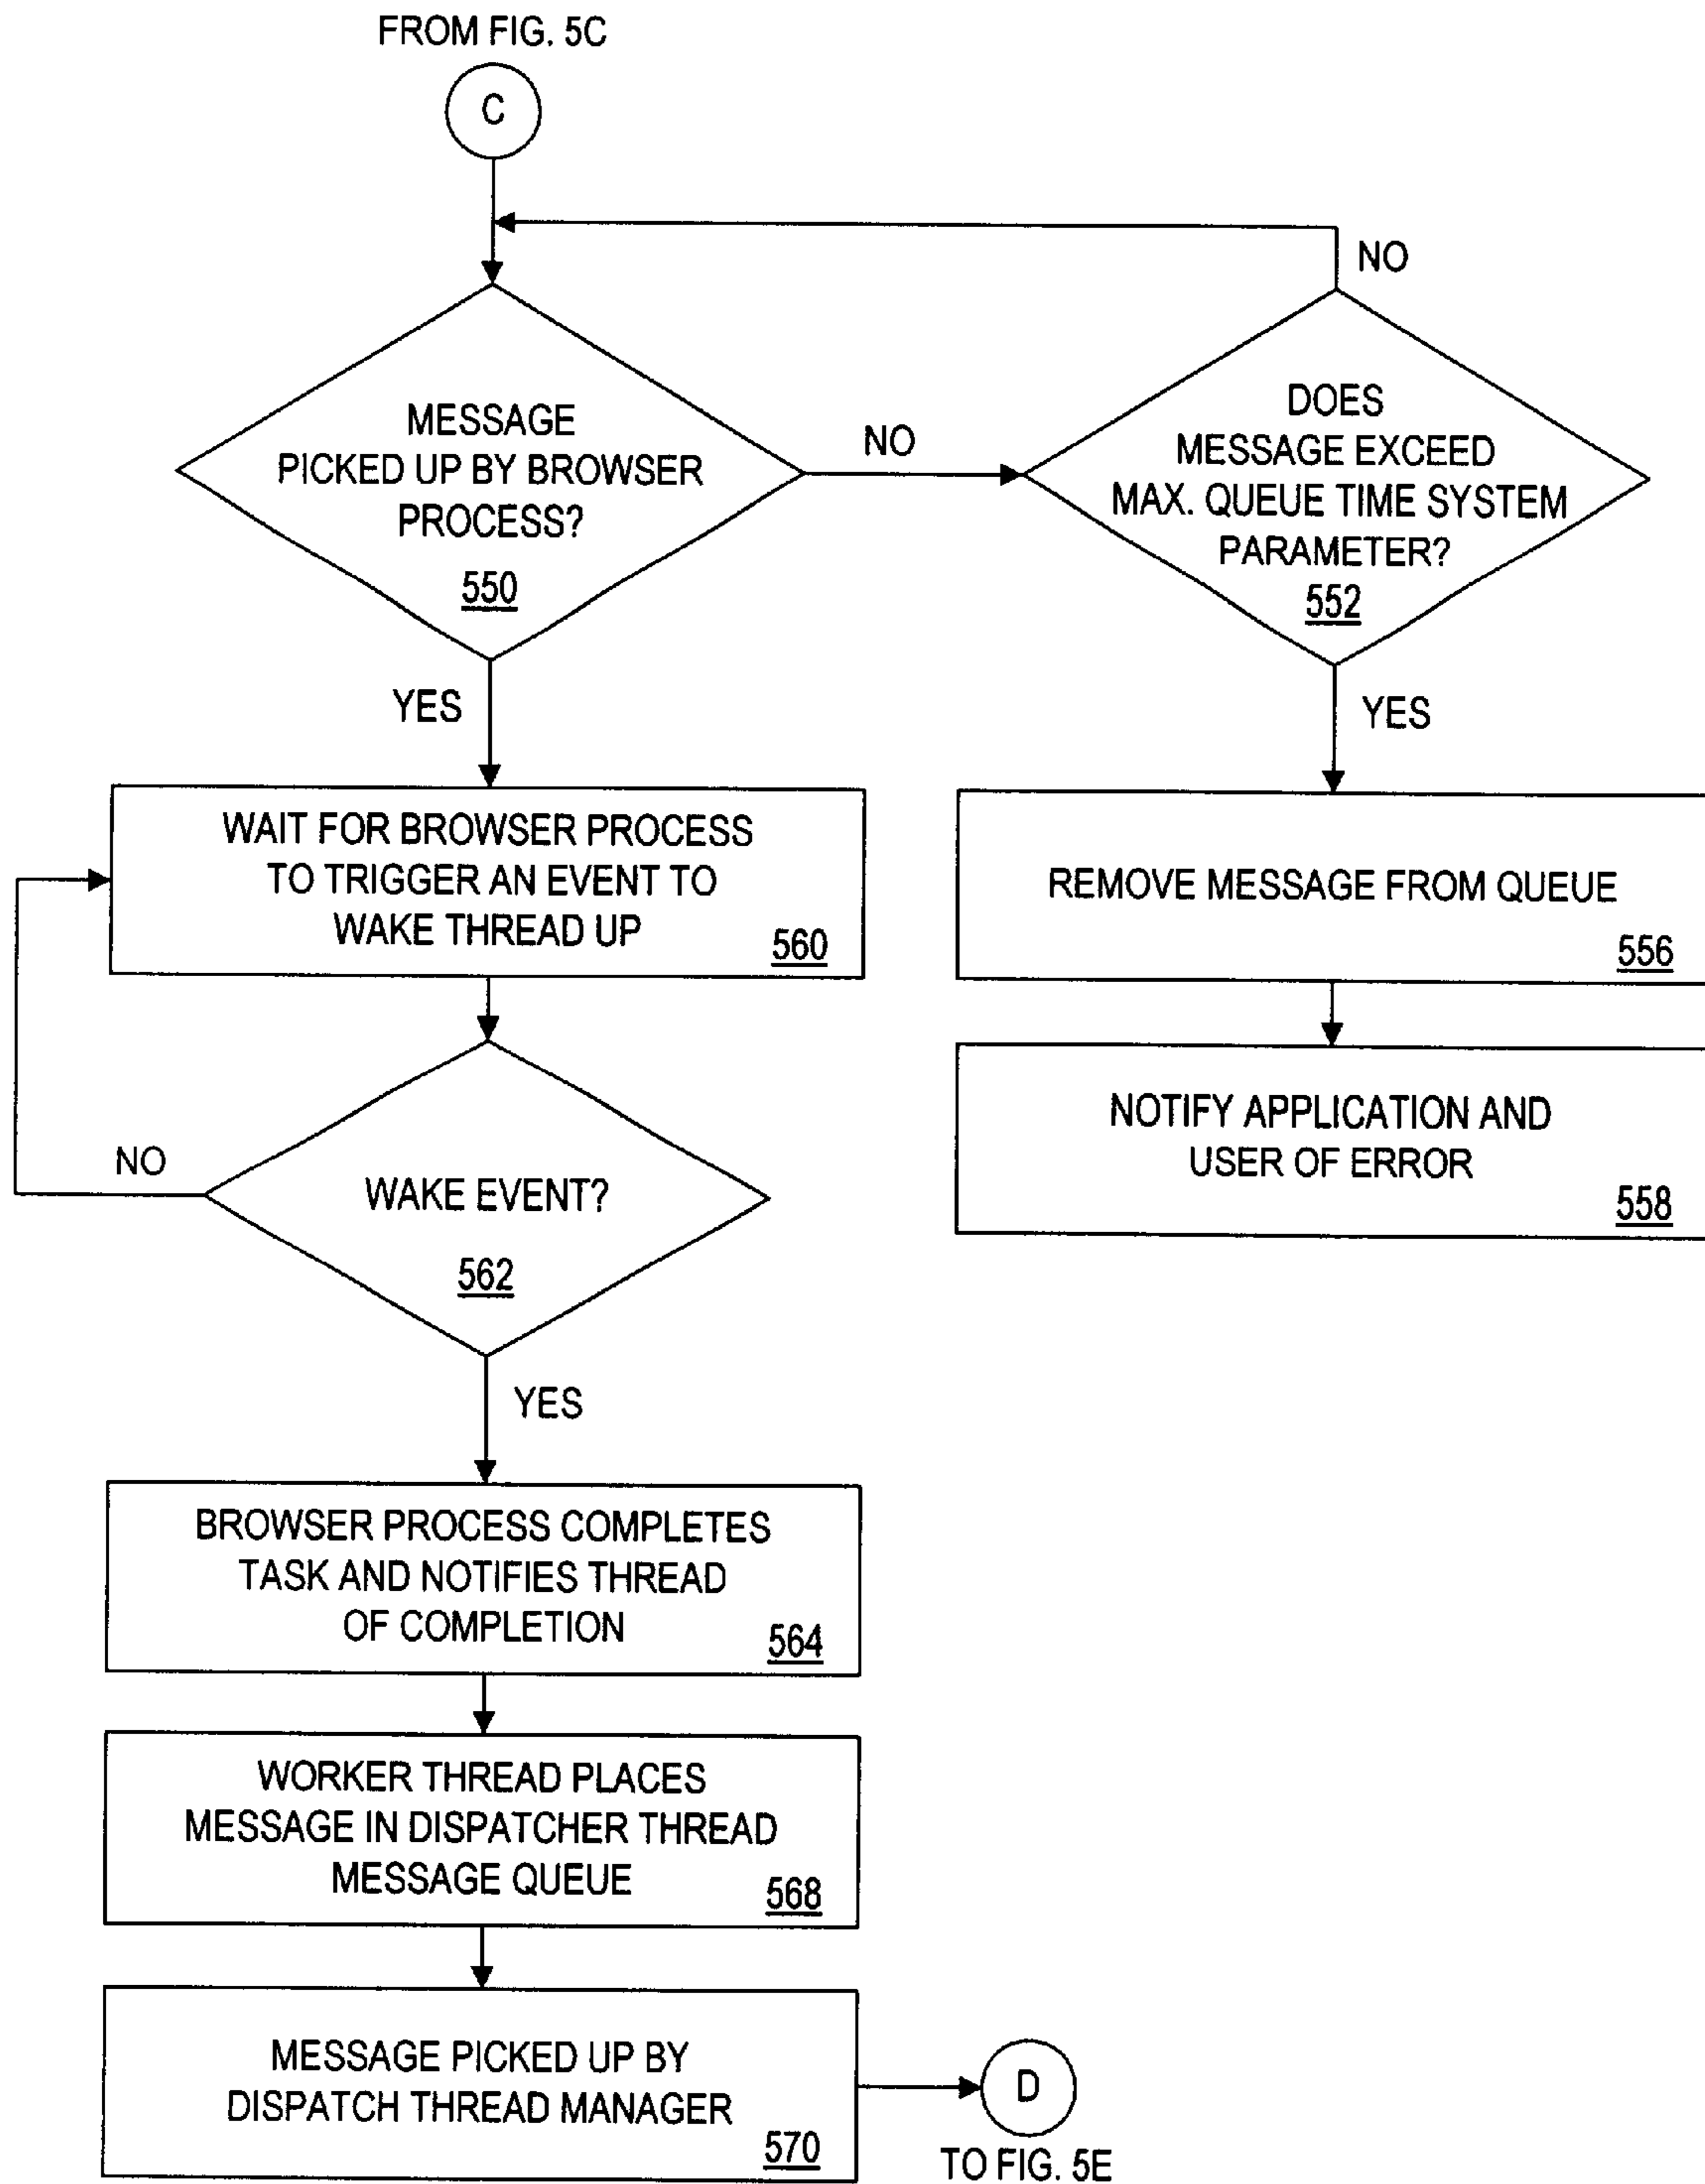 FROM FIG. 5C
C
NO
MESSAGE
PICKED UP BY BROWSER
PROCESS?
550
NO
DOES
MESSAGE EXCEED
MAX. QUEUE TIME SYSTEM
PARAMETER?
552
YES
YES
WAIT FOR BROWSER PROCESS
TO TRIGGER AN EVENT TO
WAKE THREAD UP
560
REMOVE MESSAGE FROM QUEUE
556
NOTIFY APPLICATION AND
USER OF ERROR
558
NO
WAKE EVENT?
562
YES
BROWSER PROCESS COMPLETES
TASK AND NOTIFIES THREAD
OF COMPLETION
564
WORKER THREAD PLACES
MESSAGE IN DISPATCHER THREAD
MESSAGE QUEUE
568
MESSAGE PICKED UP BY
DISPATCH THREAD MANAGER
570
D
TO FIG. 5E